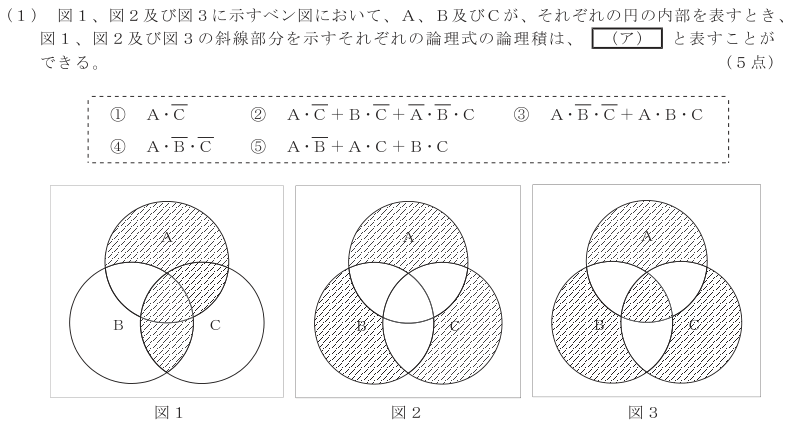 （１） 図１、図２及び図３に示すベン図において、Ａ、Ｂ及びＣが、それぞれの円の内部を表すとき、
図１、図２及び図３の斜線部分を示すそれぞれの論理式の論理積は、 （ア） と表すことが
できる。 （５点）
① Ａ・C̅ ② Ａ・C̅＋Ｂ・C̅＋A̅・B̅・Ｃ ③ Ａ・B̅・C̅＋Ａ・Ｂ・Ｃ
④ Ａ・B̅・C̅ ⑤ Ａ・B̅＋Ａ・Ｃ＋Ｂ・Ｃ
Ａ Ａ Ａ
Ｂ Ｃ Ｂ Ｃ Ｂ Ｃ
図１ 図２ 図３